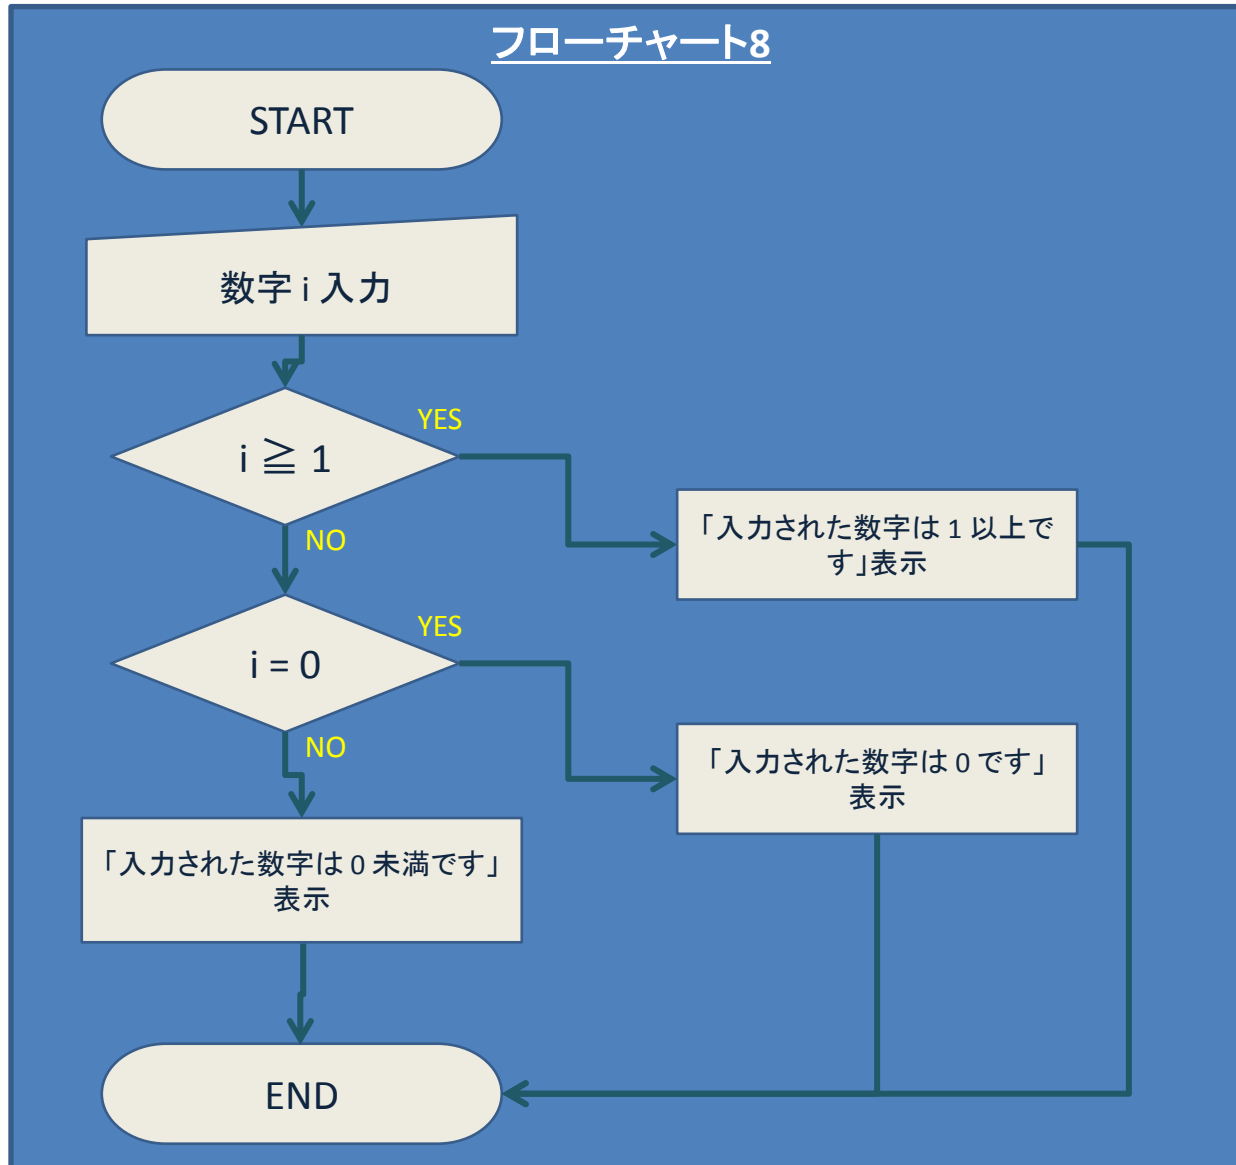 フローチャート8
START
数字 i 入力
i ≧ 1
YES
NO
「入力された数字は 1 以上で
す」表示
i = 0
YES
NO
「入力された数字は 0 です」
表示
「入力された数字は 0 未満です」
表示
END